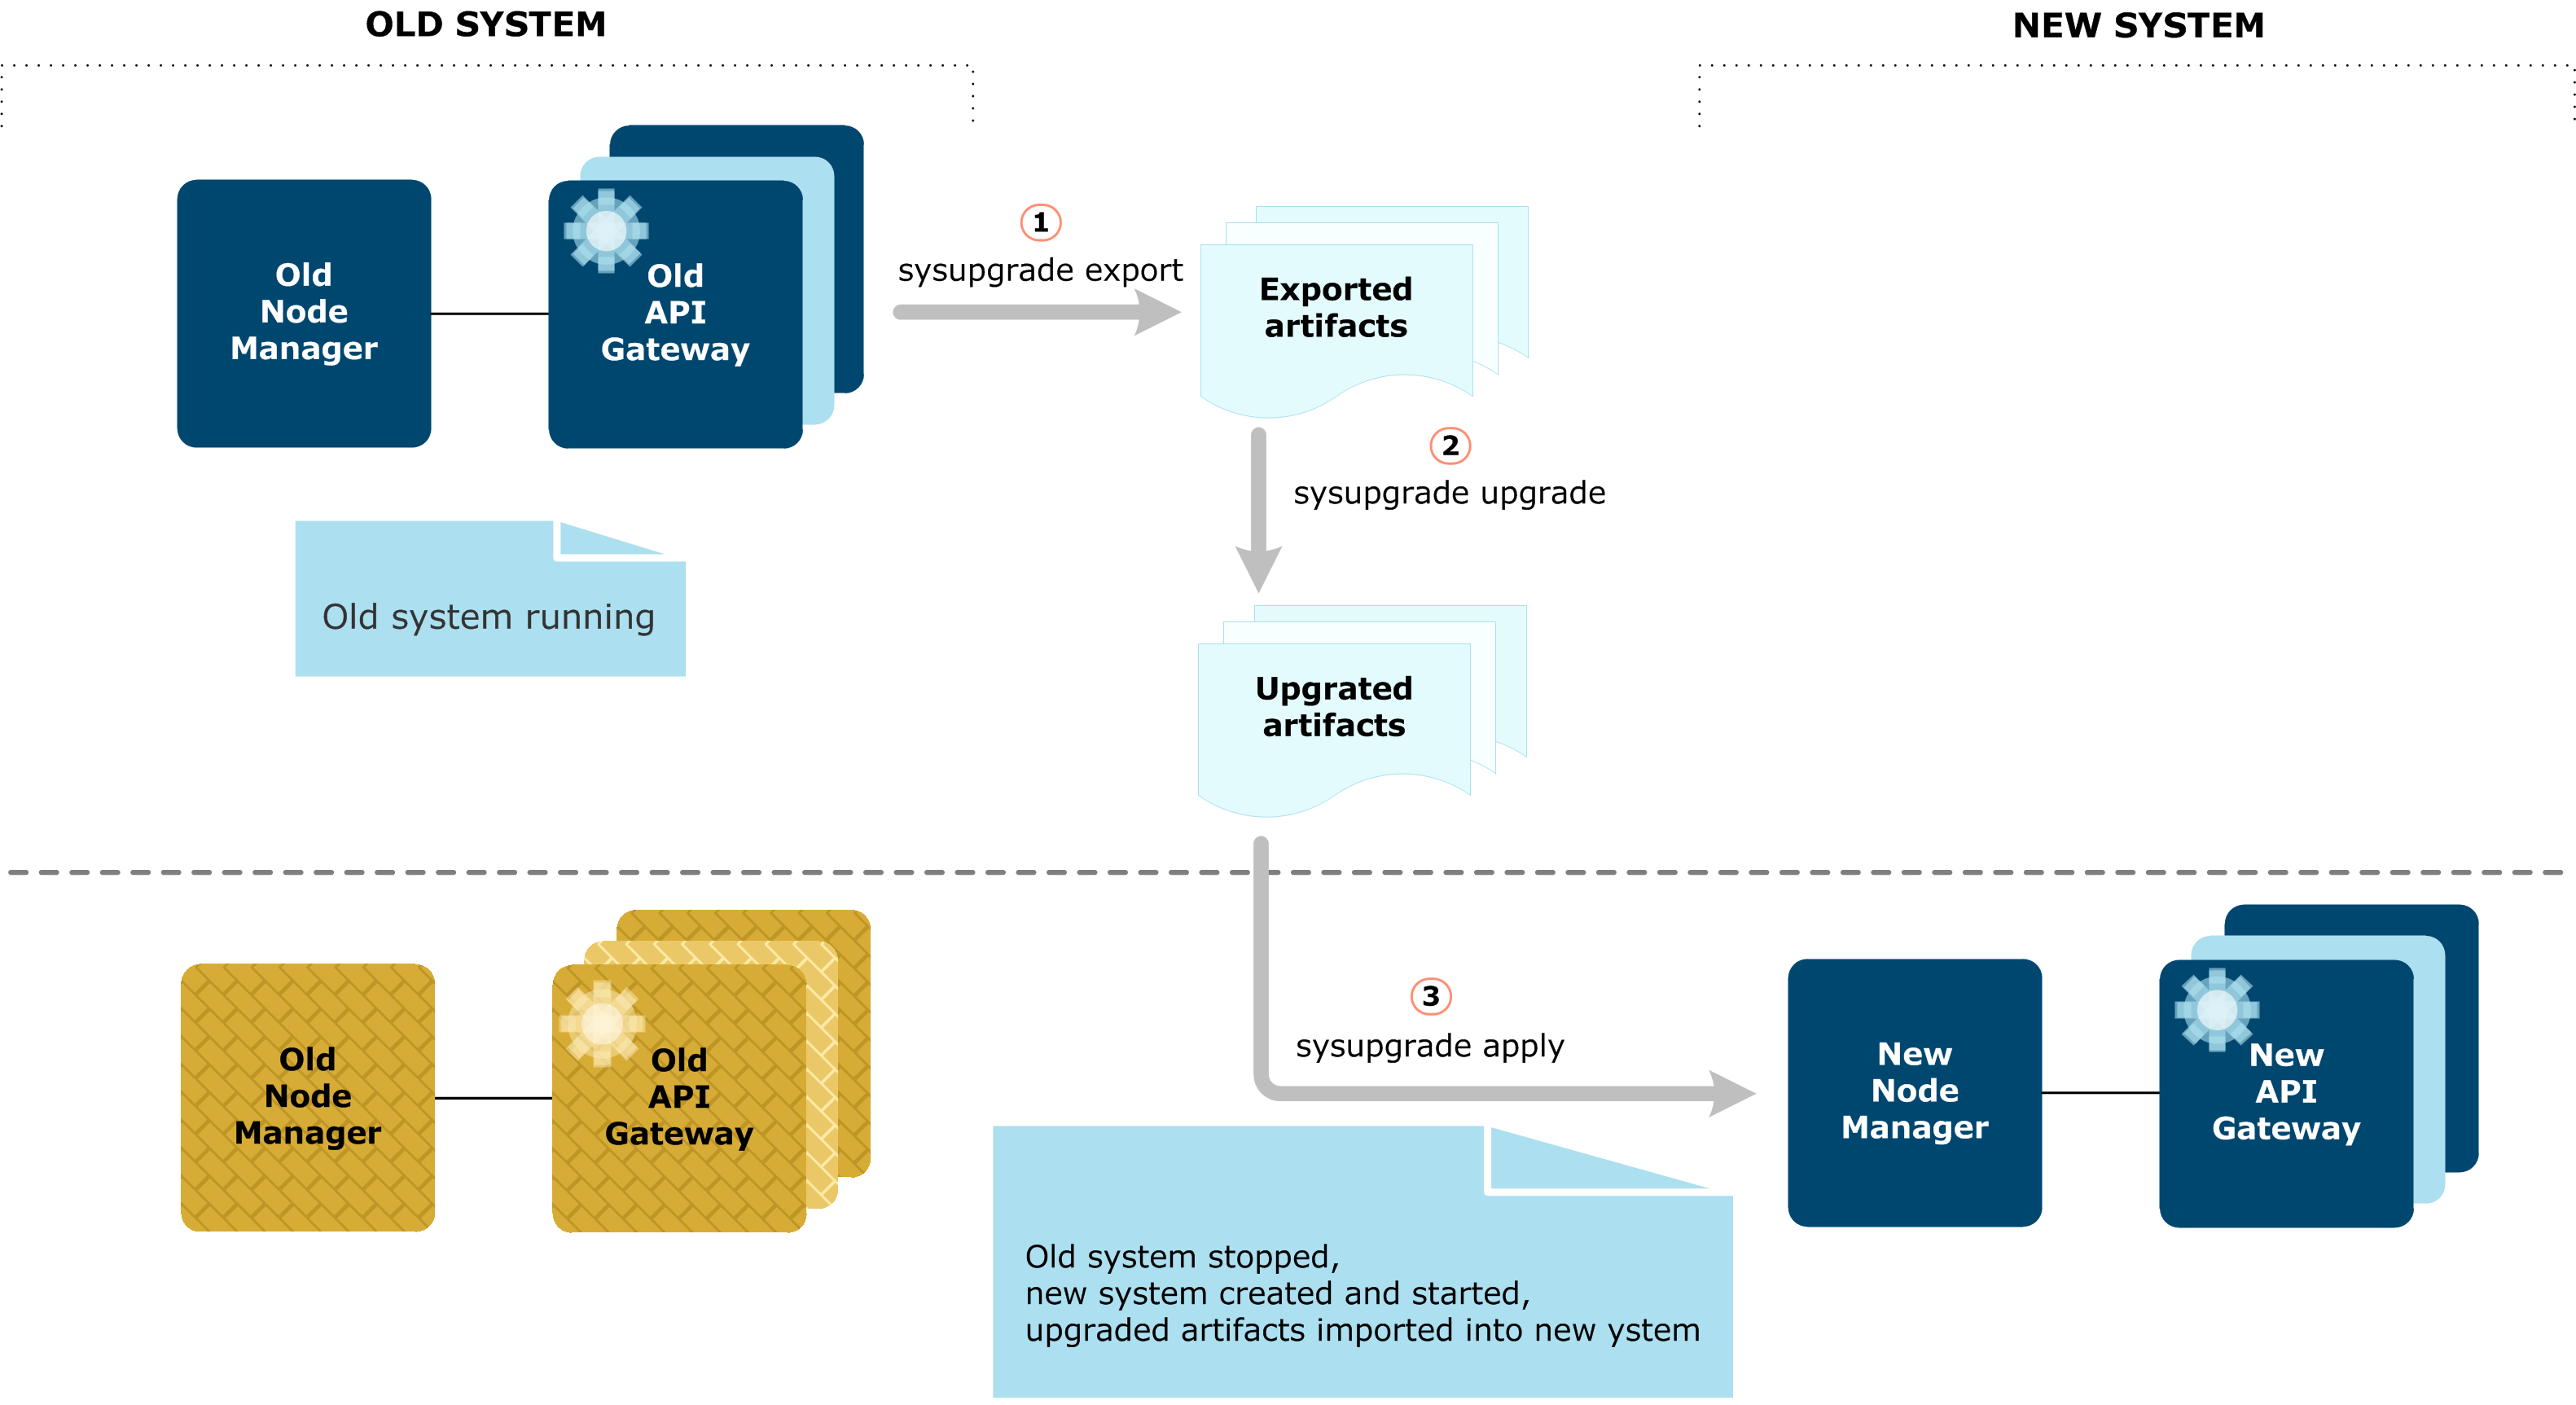 OLD SYSTEM
NEW SYSTEM
Old
Node
Manager
Old
API
Gateway
1
sysupgrade export
Exported
artifacts
2
sysupgrade upgrade
Old system running
Upgrated
artifacts
Old
Node
Manager
Old
API
Gateway
3
sysupgrade apply
New
Node
Manager
New
API
Gateway
Old system stopped,
new system created and started,
upgraded artifacts imported into new ystem